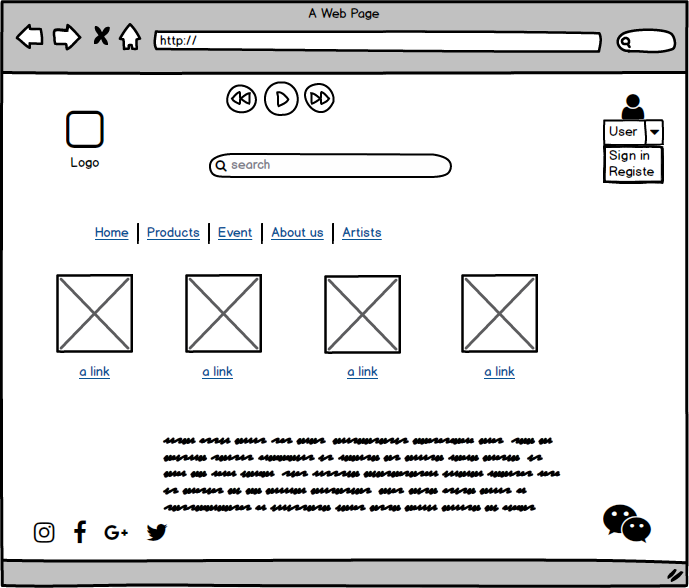 A Web Page
http://
Logo
search
User
Sign in
Registe
Home Products Event About us Artists
a link a link a link a link
G+